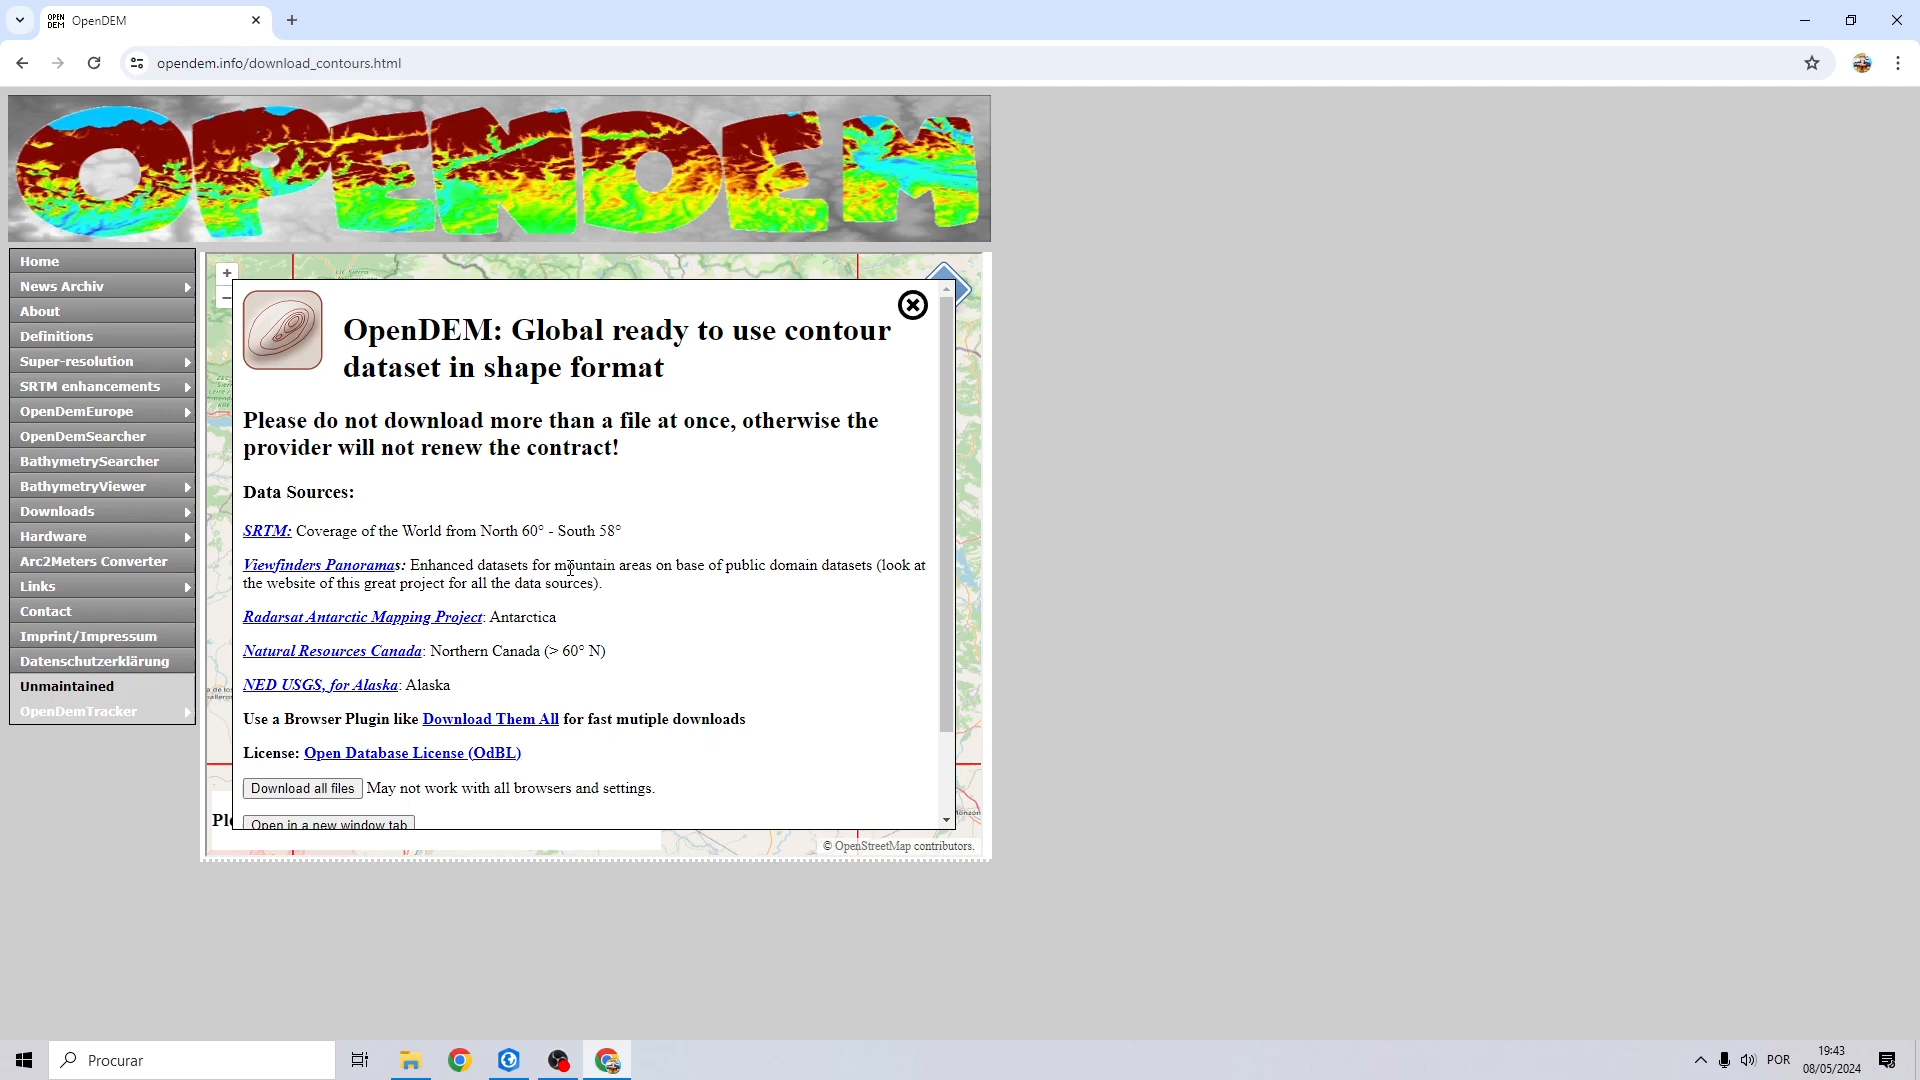 OPEN
DEM
OpenDEM
opendem.info/download_contours.html
OPENDEM
Home
News Archiv
About
Definitions
Super-resolution
SRTM enhancements
OpenDemEurope
OpenDemSearcher
BathymetrySearcher
BathymetryViewer
Downloads
Hardware
Arc2Meters Converter
Links
Contact
Imprint/Impressum
Datenschutzerklärung
Unmaintained
OpenDemTracker
+
−
OpenDEM: Global ready to use contour
dataset in shape format
Please do not download more than a file at once, otherwise the
provider will not renew the contract!
Data Sources:
SRTM: Coverage of the World from North 60° - South 58°
Viewfinders Panoramas: Enhanced datasets for mountain areas on base of public domain datasets (look at
the website of this great project for all the data sources).
Radarsat Antarctic Mapping Project: Antarctica
Natural Resources Canada: Northern Canada (> 60° N)
NED USGS, for Alaska: Alaska
Use a Browser Plugin like Download Them All for fast mutiple downloads
License: Open Database License (OdBL)
Download all files May not work with all browsers and settings.
Open in a new window tab
© OpenStreetMap contributors.
Procurar
POR
19:43
08/05/2024